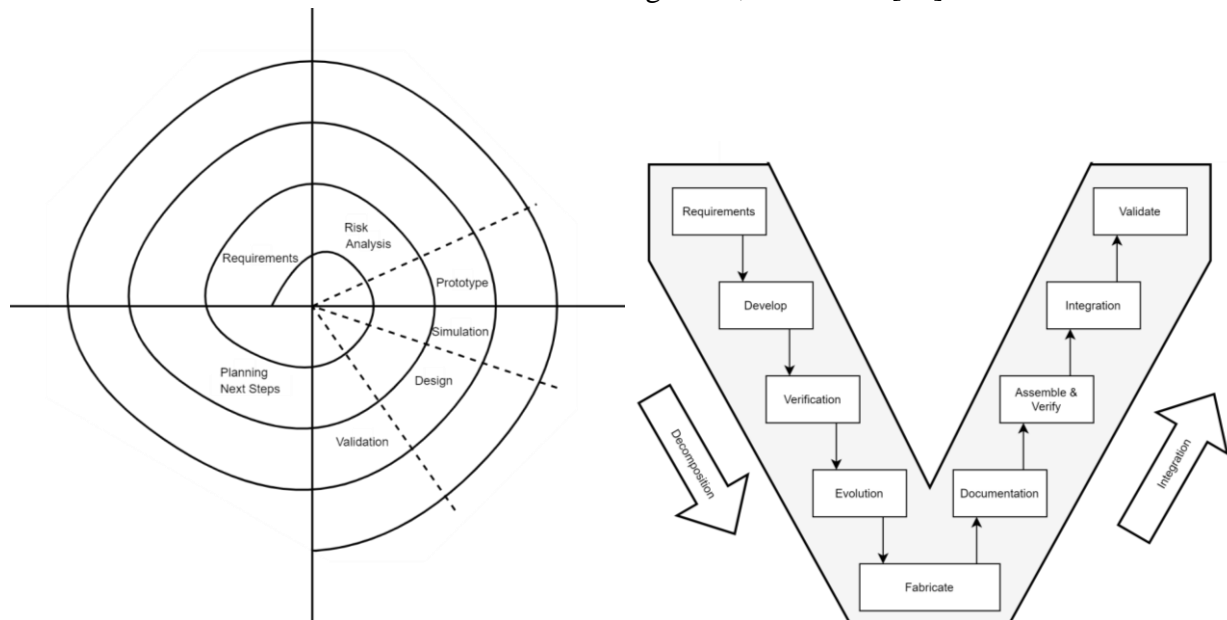 Risk
Analysis
Requirements
Prototype
Simulation
Planning
Next Steps
Design
Validation
Requirements
Develop
Verification
Evolution
Fabricate
Documentation
Assemble &
Verify
Integration
Validate
Decomposition
Integration